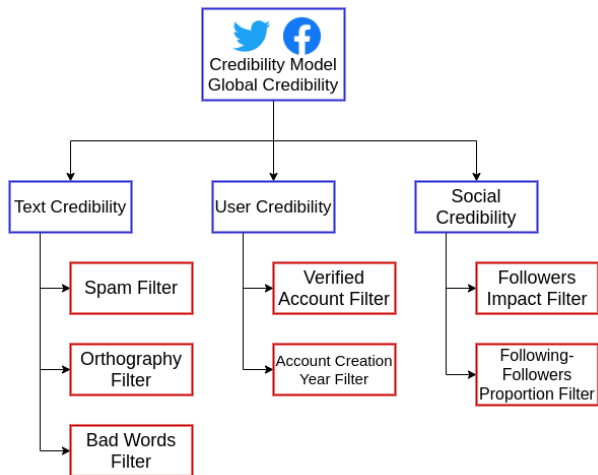 Credibility Model
Global Credibility
Text Credibility
User Credibility
Social
Credibility
Spam Filter
Verified
Account Filter
Followers
Impact Filter
Orthography
Filter
Account Creation
Year Filter
Following-
Followers
Proportion Filter
Bad Words
Filter